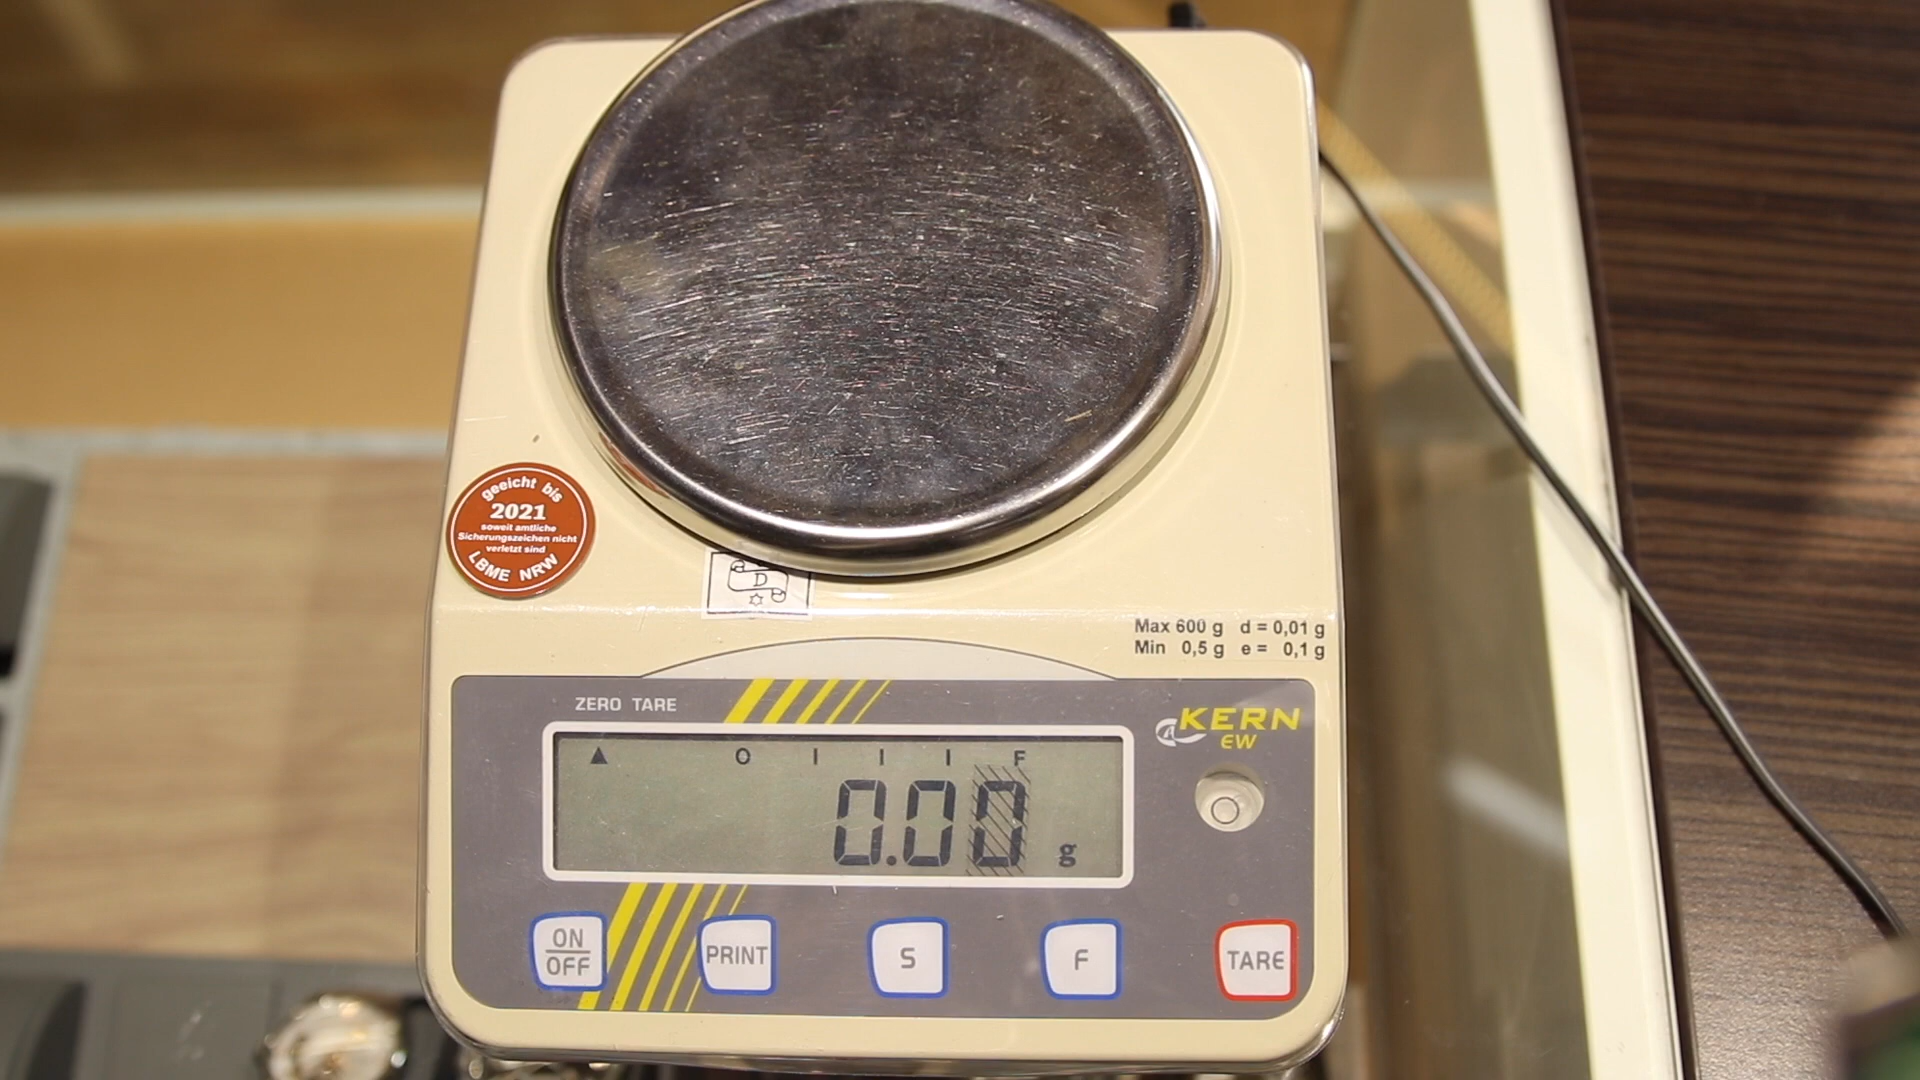 geeicht bis
2021
soweit amtliche
Sicherungszeichen nicht
verletzt sind
LBME NRW
D
Max 600 g d = 0,01 g
Min 0,5 g e = 0,1 g
ZERO TARE
KERN
EW
O I I I F
0.00 g
ON
OFF
PRINT
S
F
TARE